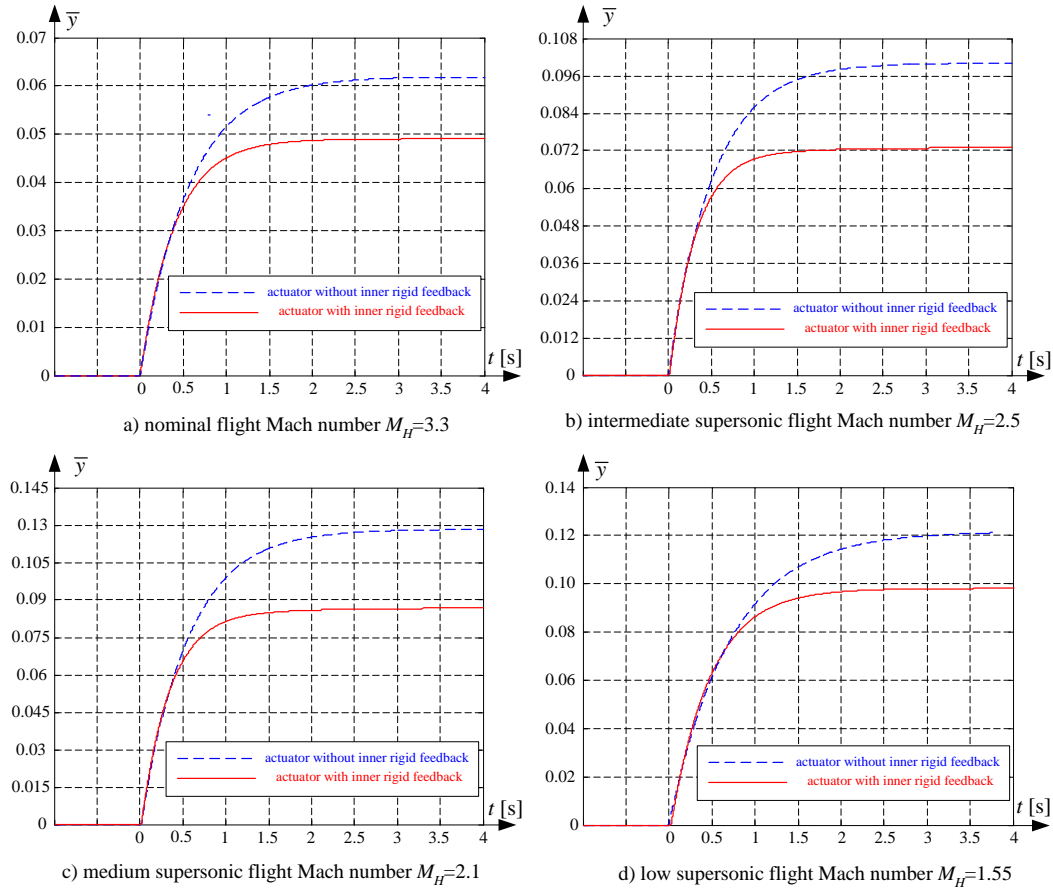 y̅
0.07
0.06
0.05
0.04
0.03
0.02
0.01
0
actuator without inner rigid feedback
actuator with inner rigid feedback
t [s]
0 0.5 1 1.5 2 2.5 3 3.5 4
a) nominal flight Mach number M_H=3.3
y̅
0.108
0.096
0.084
0.072
0.06
0.048
0.036
0.024
0.012
0
actuator without inner rigid feedback
actuator with inner rigid feedback
t [s]
0 0.5 1 1.5 2 2.5 3 3.5 4
b) intermediate supersonic flight Mach number M_H=2.5
y̅
0.145
0.13
0.105
0.09
0.075
0.06
0.045
0.03
0.015
0
actuator without inner rigid feedback
actuator with inner rigid feedback
t [s]
0 0.5 1 1.5 2 2.5 3 3.5 4
c) medium supersonic flight Mach number M_H=2.1
y̅
0.14
0.12
0.10
0.08
0.06
0.04
0.02
0
actuator without inner rigid feedback
actuator with inner rigid feedback
t [s]
0 0.5 1 1.5 2 2.5 3 3.5 4
d) low supersonic flight Mach number M_H=1.55